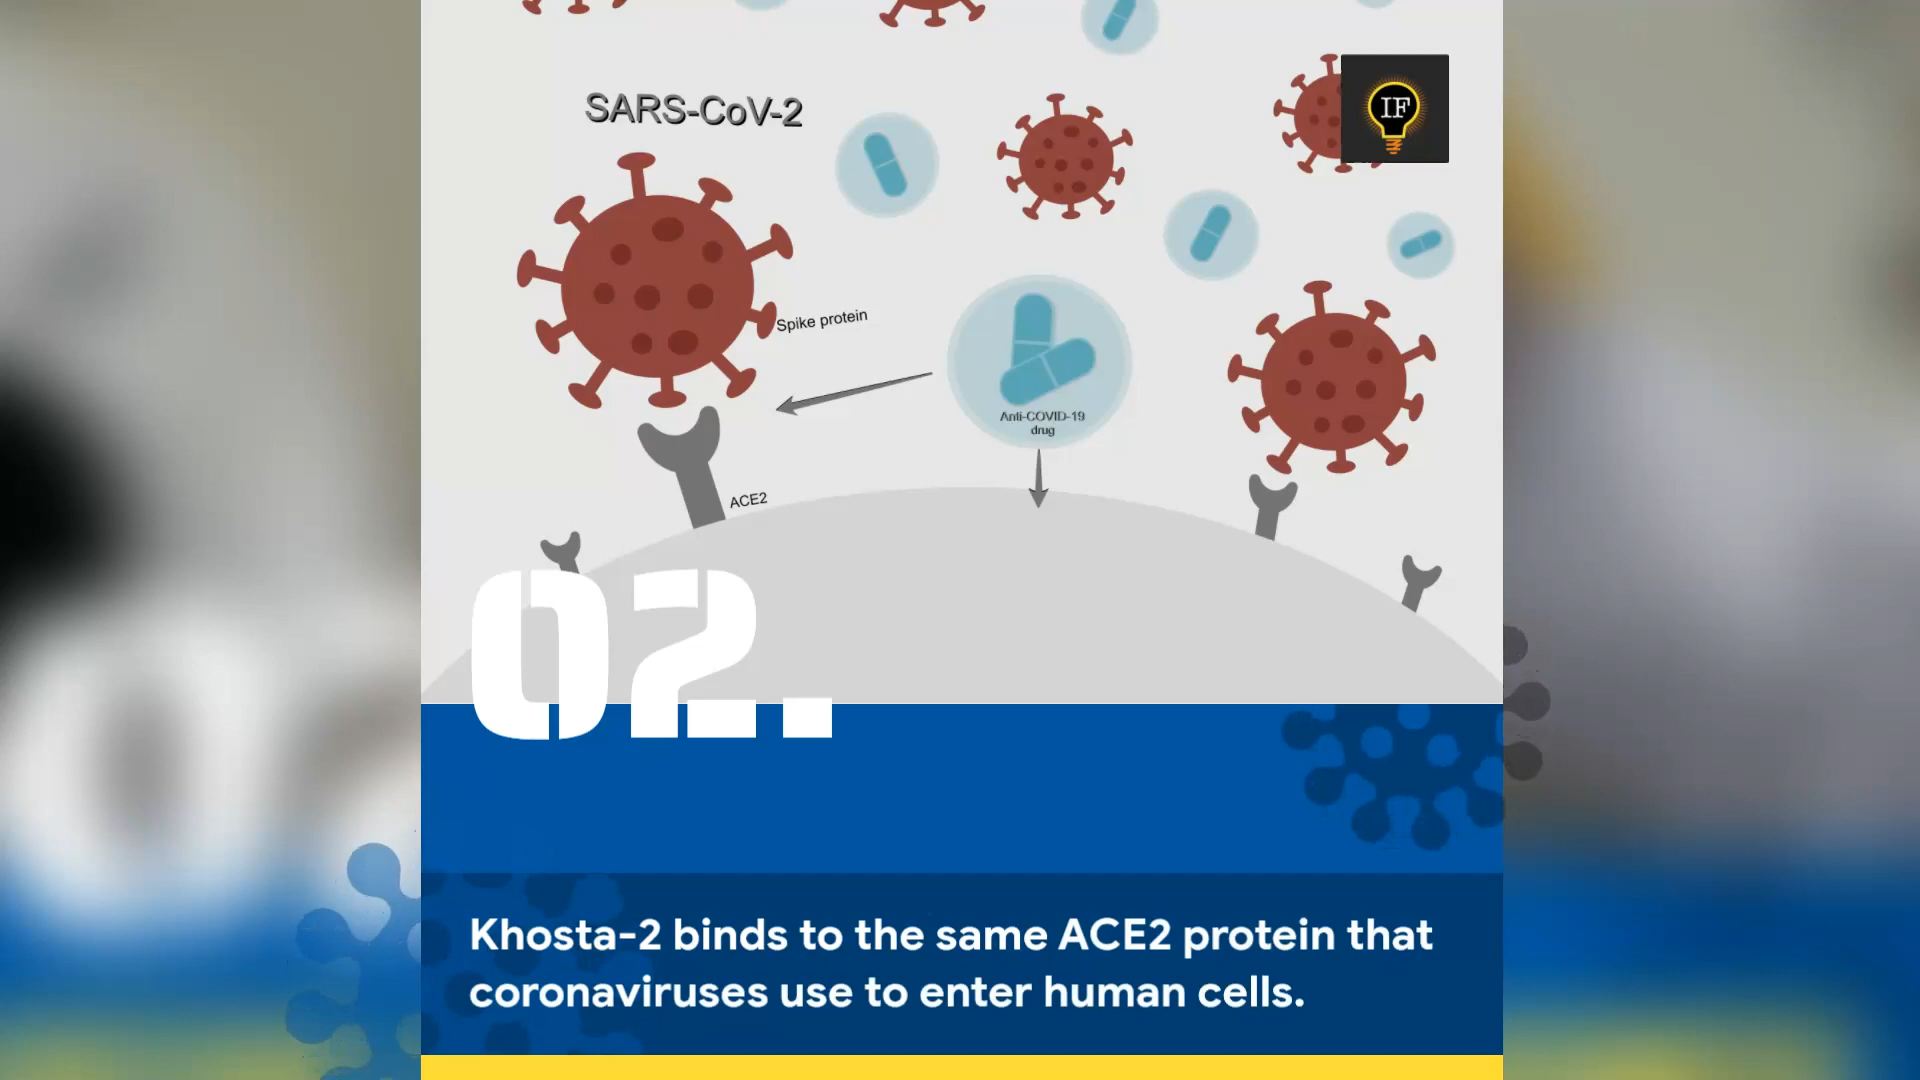 SARS-CoV-2
IF
Spike protein
Anti-COVID-19
drug
ACE2
02.
Khosta-2 binds to the same ACE2 protein that
coronaviruses use to enter human cells.